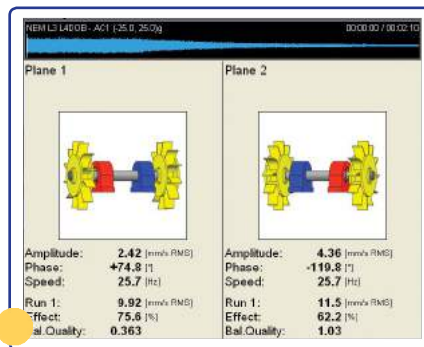 NEM L3 L4DOB - AC1 (-25.0, 25.0)g 00:00:00 / 00:02:10
Plane 1
Amplitude: 2.42 [mm/s RMS]
Phase: +74.8 [°]
Speed: 25.7 [Hz]
Run 1: 9.92 [mm/s RMS]
Effect: 75.6 [%]
Bal.Quality: 0.363
Plane 2
Amplitude: 4.36 [mm/s RMS]
Phase: -119.8 [°]
Speed: 25.7 [Hz]
Run 1: 11.5 [mm/s RMS]
Effect: 62.2 [%]
Bal.Quality: 1.03